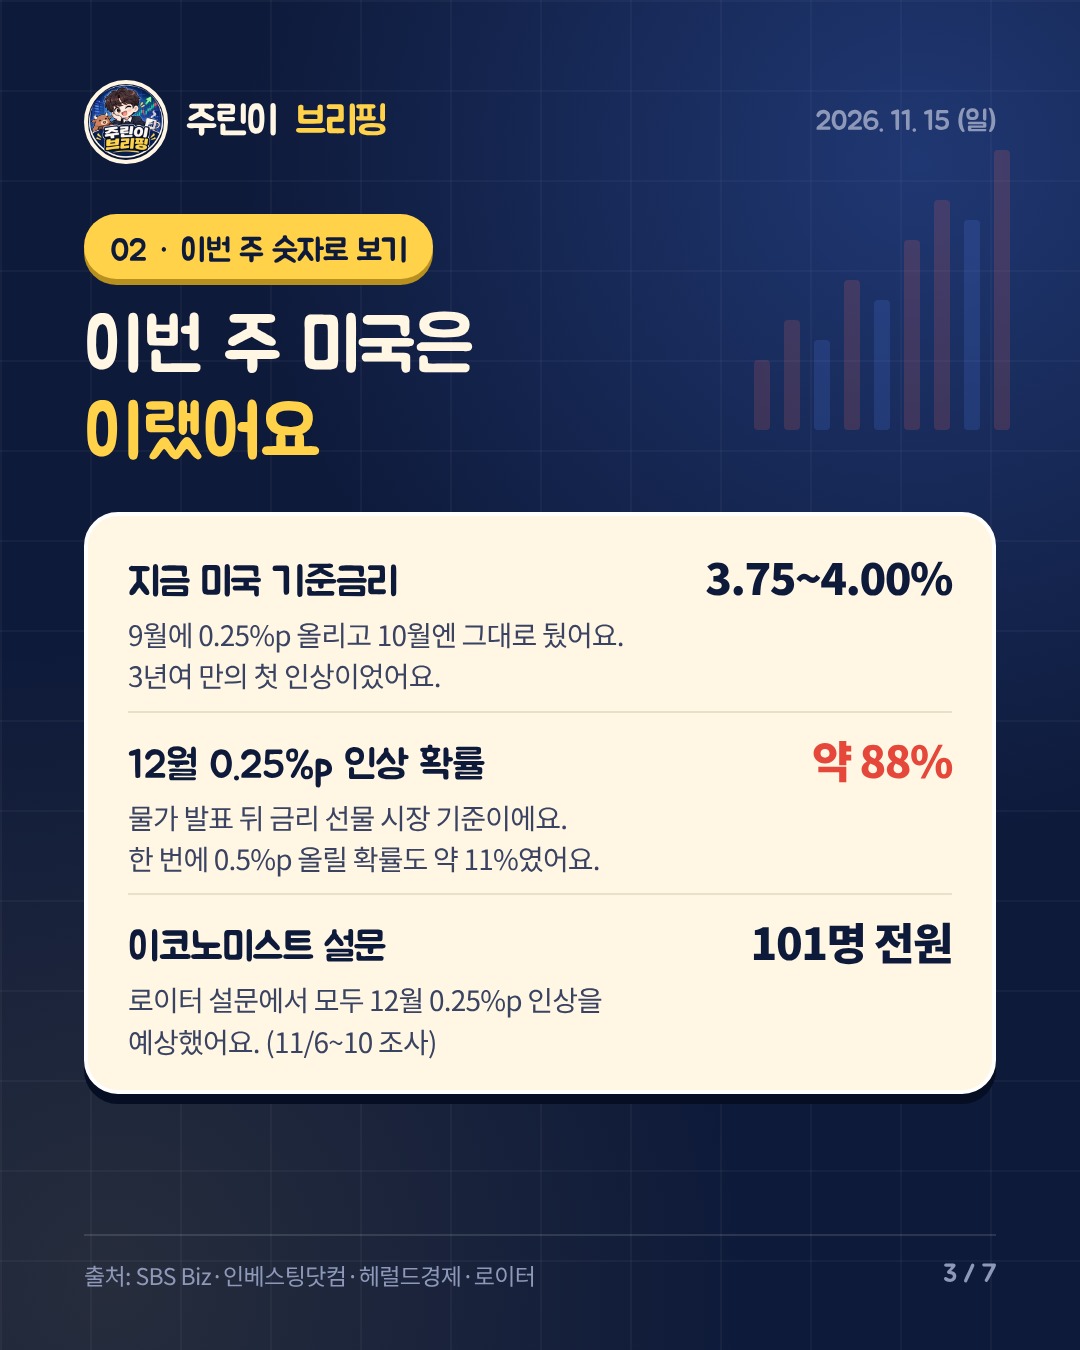 주린이 브리핑
주린이 브리핑
2026. 11. 15 (일)
02 · 이번 주 숫자로 보기
이번 주 미국은
이랬어요
지금 미국 기준금리 3.75~4.00%
9월에 0.25%p 올리고 10월엔 그대로 뒀어요.
3년여 만의 첫 인상이었어요.
12월 0.25%p 인상 확률 약 88%
물가 발표 뒤 금리 선물 시장 기준이에요.
한 번에 0.5%p 올릴 확률도 약 11%였어요.
이코노미스트 설문 101명 전원
로이터 설문에서 모두 12월 0.25%p 인상을
예상했어요. (11/6~10 조사)
출처: SBS Biz·인베스팅닷컴·헤럴드경제·로이터
3 / 7